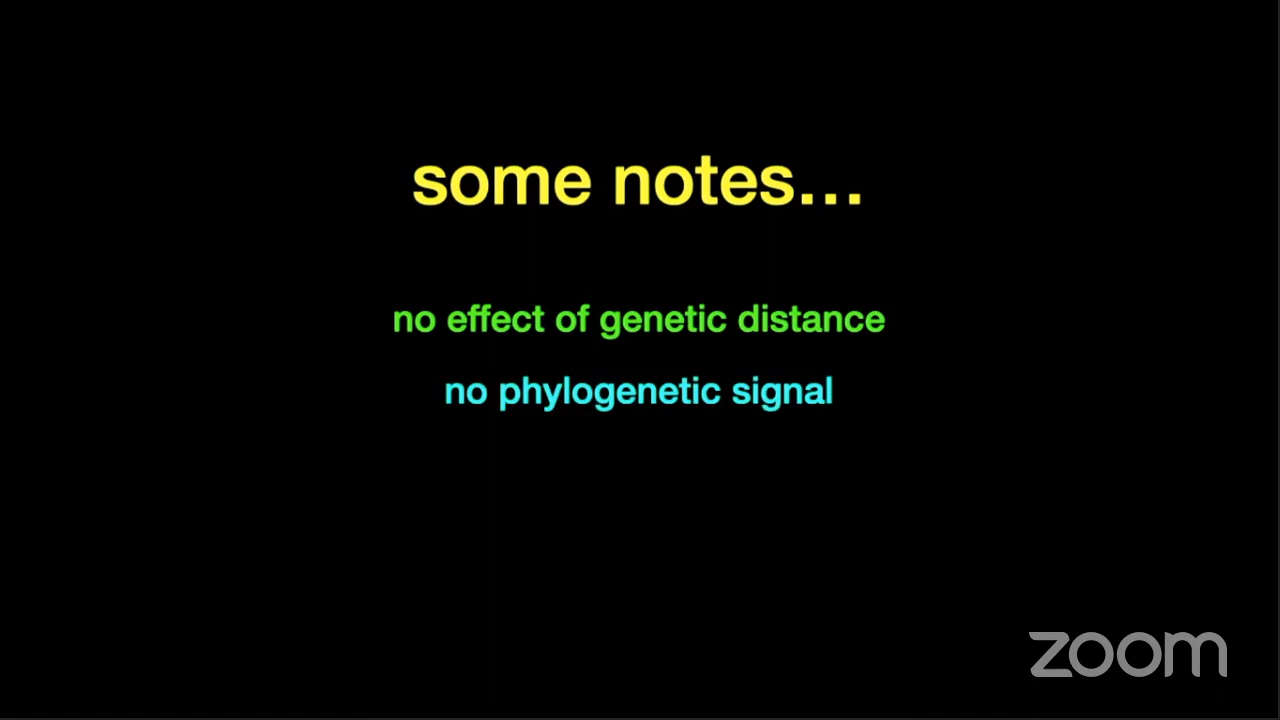 some notes…
no effect of genetic distance
no phylogenetic signal
zoom